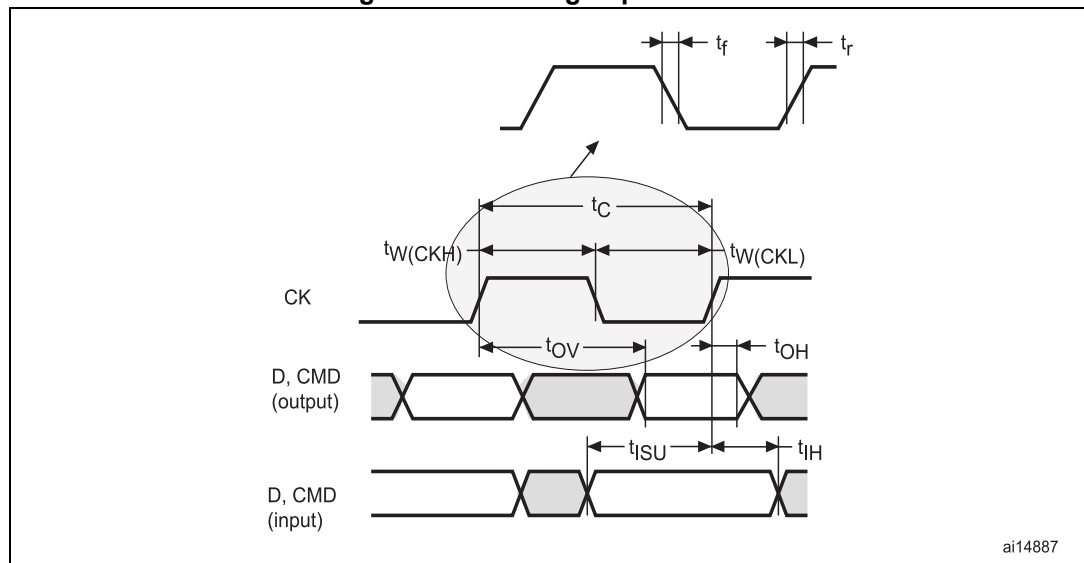 tf
tr
tC
tW(CKH)
tW(CKL)
CK
tOV
tOH
D, CMD
(output)
tISU
tIH
D, CMD
(input)
ai14887